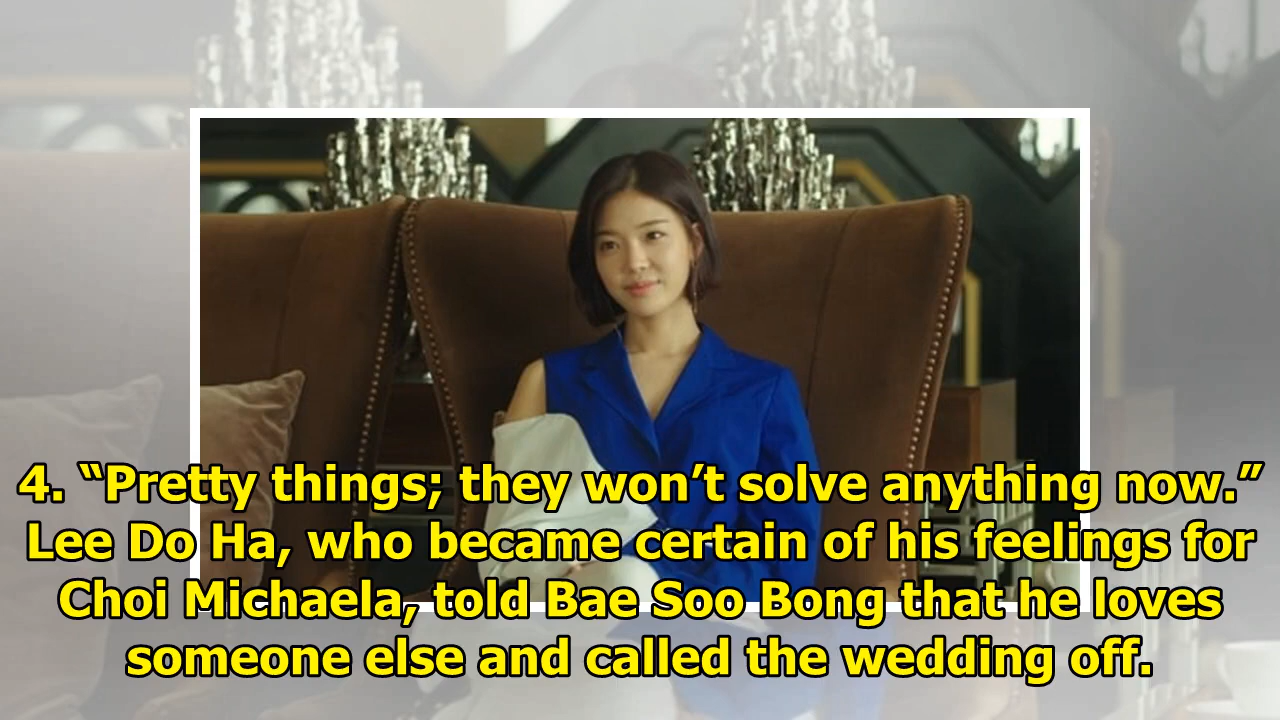 4. “Pretty things; they won’t solve anything now.”
Lee Do Ha, who became certain of his feelings for
Choi Michaela, told Bae Soo Bong that he loves
someone else and called the wedding off.